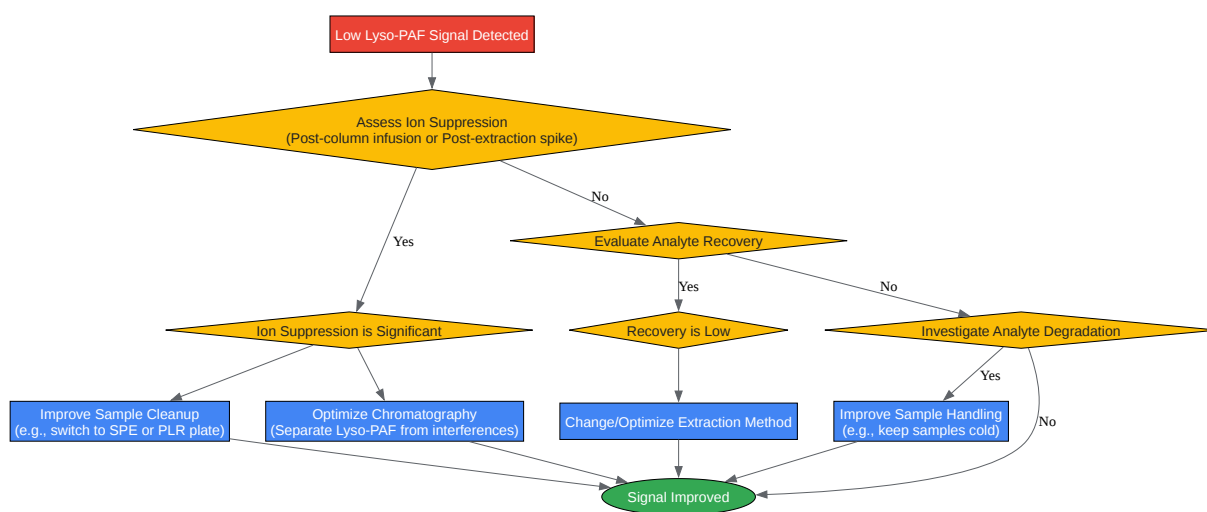 Low Lyso-PAF Signal Detected
Assess Ion Suppression
(Post-column infusion or Post-extraction spike)
No
Yes
Evaluate Analyte Recovery
Yes
No
Ion Suppression is Significant
Recovery is Low
Investigate Analyte Degradation
Yes
Improve Sample Cleanup
(e.g., switch to SPE or PLR plate)
Optimize Chromatography
(Separate Lyso-PAF from interferences)
Change/Optimize Extraction Method
Improve Sample Handling
(e.g., keep samples cold)
No
Signal Improved